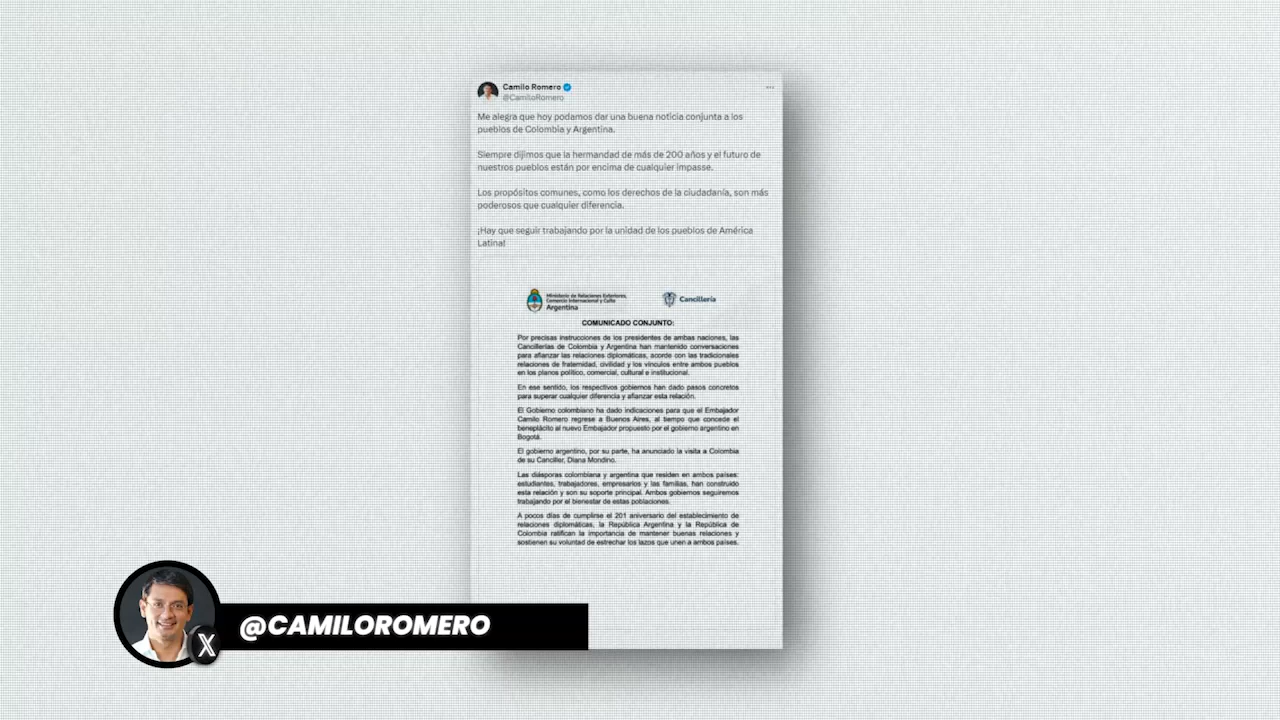 Camilo Romero
@CamiloRomero
Me alegra que hoy podamos dar una buena noticia conjunta a los
pueblos de Colombia y Argentina.
Siempre dijimos que la hermandad de más de 200 años y el futuro de
nuestros pueblos están por encima de cualquier impasse.
Los propósitos comunes, como los derechos de la ciudadanía, son más
poderosos que cualquier diferencia.
¡Hay que seguir trabajando por la unidad de los pueblos de América
Latina!
Ministerio de Relaciones Exteriores,
Comercio Internacional y Culto
Argentina
Cancillería
COMUNICADO CONJUNTO:
Por precisas instrucciones de los presidentes de ambas naciones, las
Cancillerías de Colombia y Argentina han mantenido conversaciones
para afianzar las relaciones diplomáticas, acorde con las tradicionales
relaciones de fraternidad, civilidad y los vínculos entre ambos pueblos
en los planos político, comercial, cultural e institucional.
En ese sentido, los respectivos gobiernos han dado pasos concretos
para superar cualquier diferencia y afianzar esta relación.
El Gobierno colombiano ha dado indicaciones para que el Embajador
Camilo Romero regrese a Buenos Aires, al tiempo que concede el
beneplácito al nuevo Embajador propuesto por el gobierno argentino en
Bogotá.
El gobierno argentino, por su parte, ha anunciado la visita a Colombia
de su Canciller, Diana Mondino.
Las diásporas colombiana y argentina que residen en ambos países:
estudiantes, trabajadores, empresarios y las familias, han construido
esta relación y son su soporte principal. Ambos gobiernos seguiremos
trabajando por el bienestar de estas poblaciones.
A pocos días de cumplirse el 201 aniversario del establecimiento de
relaciones diplomáticas, la República Argentina y la República de
Colombia ratifican la importancia de mantener buenas relaciones y
sostienen su voluntad de estrechar los lazos que unen a ambos países.
@CAMILOROMERO